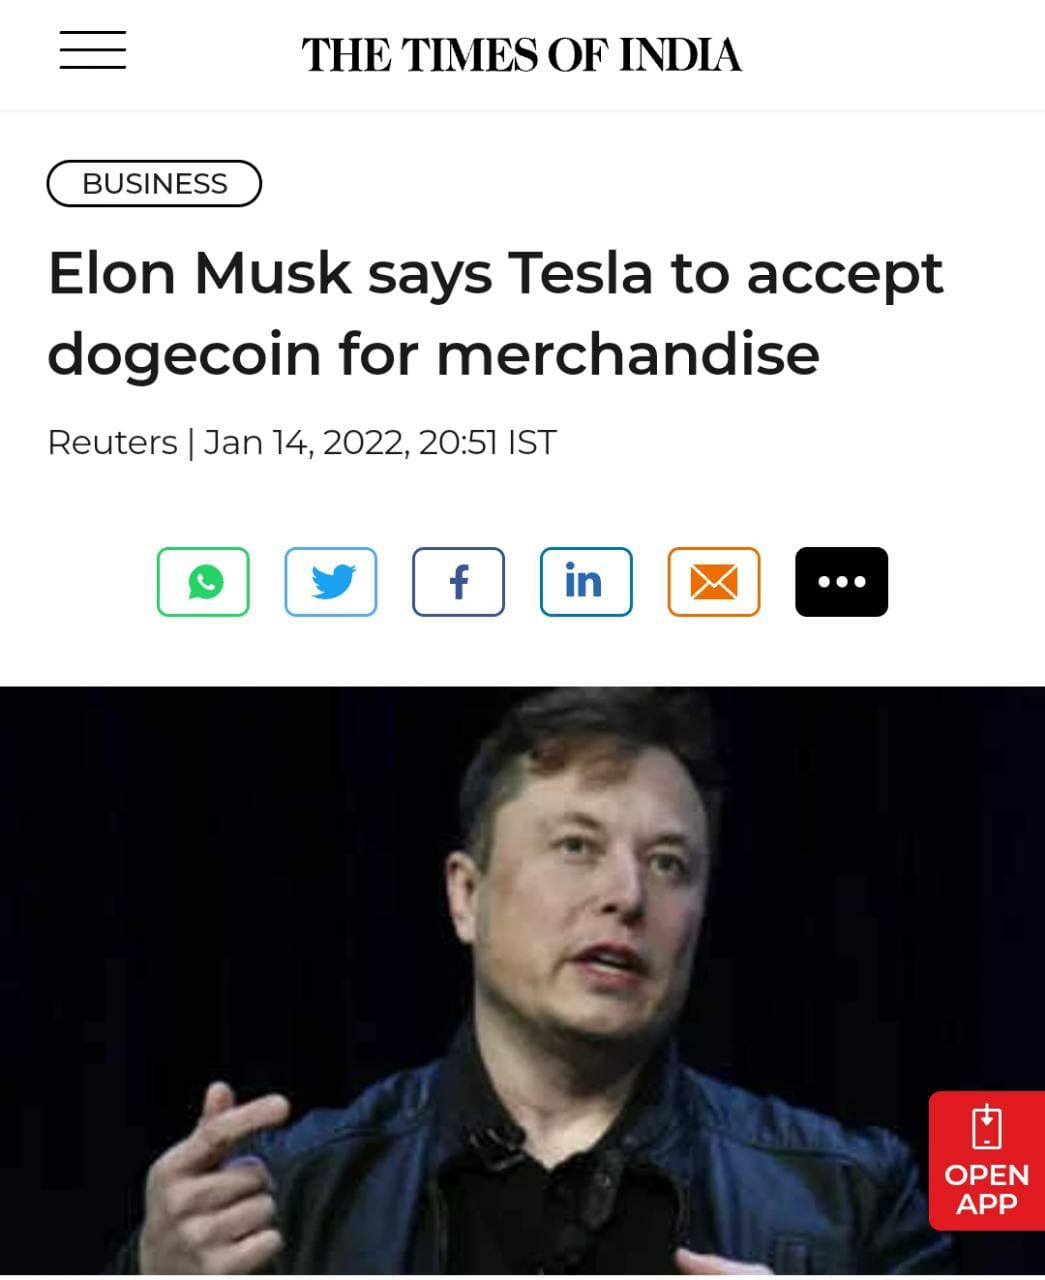 THE TIMES OF INDIA
BUSINESS
Elon Musk says Tesla to accept
dogecoin for merchandise
Reuters | Jan 14, 2022, 20:51 IST
f
in
OPEN
APP